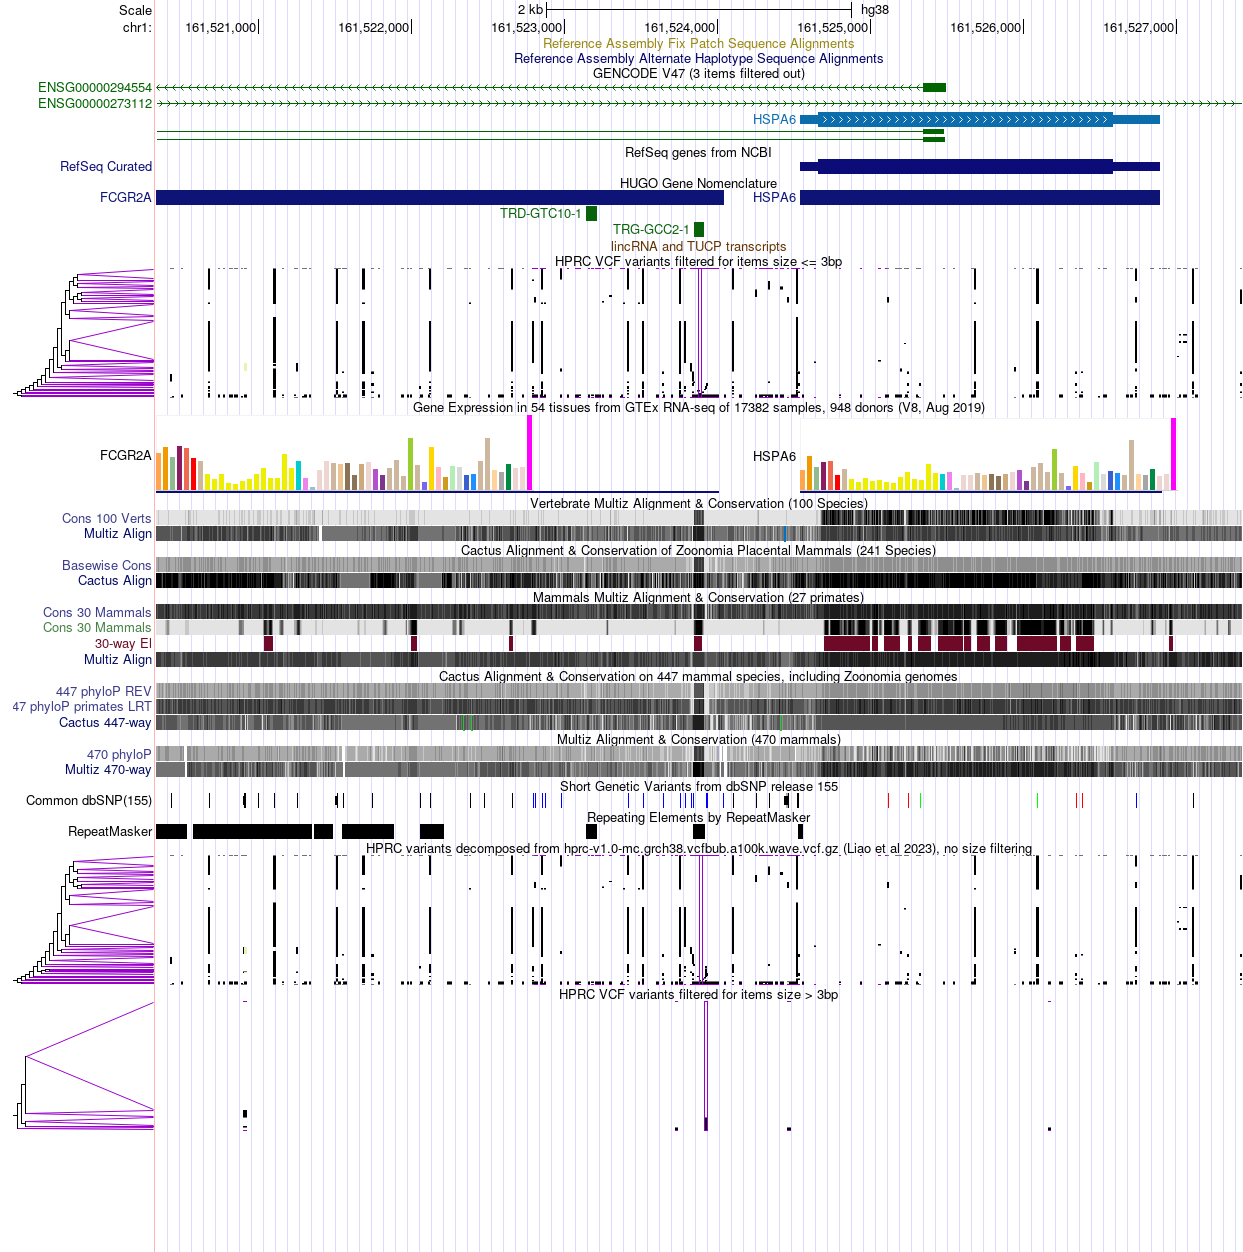 Scale 2 kb hg38
chr1: 161,521,000 161,522,000 161,523,000 161,524,000 161,525,000 161,526,000 161,527,000
Reference Assembly Fix Patch Sequence Alignments
Reference Assembly Alternate Haplotype Sequence Alignments
GENCODE V47 (3 items filtered out)
ENSG00000294554
ENSG00000273112
HSPA6
RefSeq genes from NCBI
RefSeq Curated
HUGO Gene Nomenclature
FCGR2A HSPA6
TRD-GTC10-1
TRG-GCC2-1
lincRNA and TUCP transcripts
HPRC VCF variants filtered for items size <= 3bp
Gene Expression in 54 tissues from GTEx RNA-seq of 17382 samples, 948 donors (V8, Aug 2019)
FCGR2A HSPA6
Vertebrate Multiz Alignment & Conservation (100 Species)
Cons 100 Verts
Multiz Align
Cactus Alignment & Conservation of Zoonomia Placental Mammals (241 Species)
Basewise Cons
Cactus Align
Mammals Multiz Alignment & Conservation (27 primates)
Cons 30 Mammals
Cons 30 Mammals
30-way El
Multiz Align
Cactus Alignment & Conservation on 447 mammal species, including Zoonomia genomes
447 phyloP REV
47 phyloP primates LRT
Cactus 447-way
Multiz Alignment & Conservation (470 mammals)
470 phyloP
Multiz 470-way
Short Genetic Variants from dbSNP release 155
Common dbSNP(155)
Repeating Elements by RepeatMasker
RepeatMasker
HPRC variants decomposed from hprc-v1.0-mc.grch38.vcfbub.a100k.wave.vcf.gz (Liao et al 2023), no size filtering
HPRC VCF variants filtered for items size > 3bp